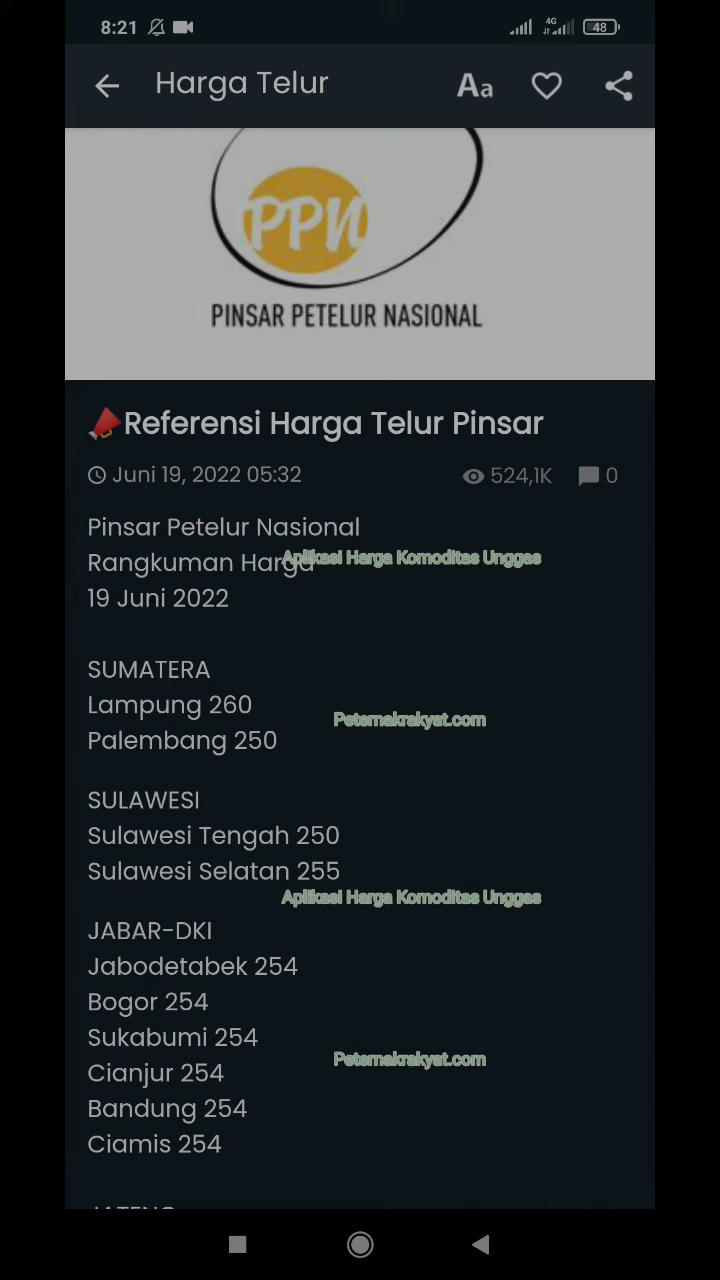 8:21
4G
48
Harga Telur
Aa
PPN
PINSAR PETELUR NASIONAL
Referensi Harga Telur Pinsar
Juni 19, 2022 05:32
524,1K
0
Pinsar Petelur Nasional
Rangkuman Harga
Aplikasi Harga Komoditas Unggas
19 Juni 2022
SUMATERA
Lampung 260
Peternakrakyat.com
Palembang 250
SULAWESI
Sulawesi Tengah 250
Sulawesi Selatan 255
Aplikasi Harga Komoditas Unggas
JABAR-DKI
Jabodetabek 254
Bogor 254
Sukabumi 254
Peternakrakyat.com
Cianjur 254
Bandung 254
Ciamis 254